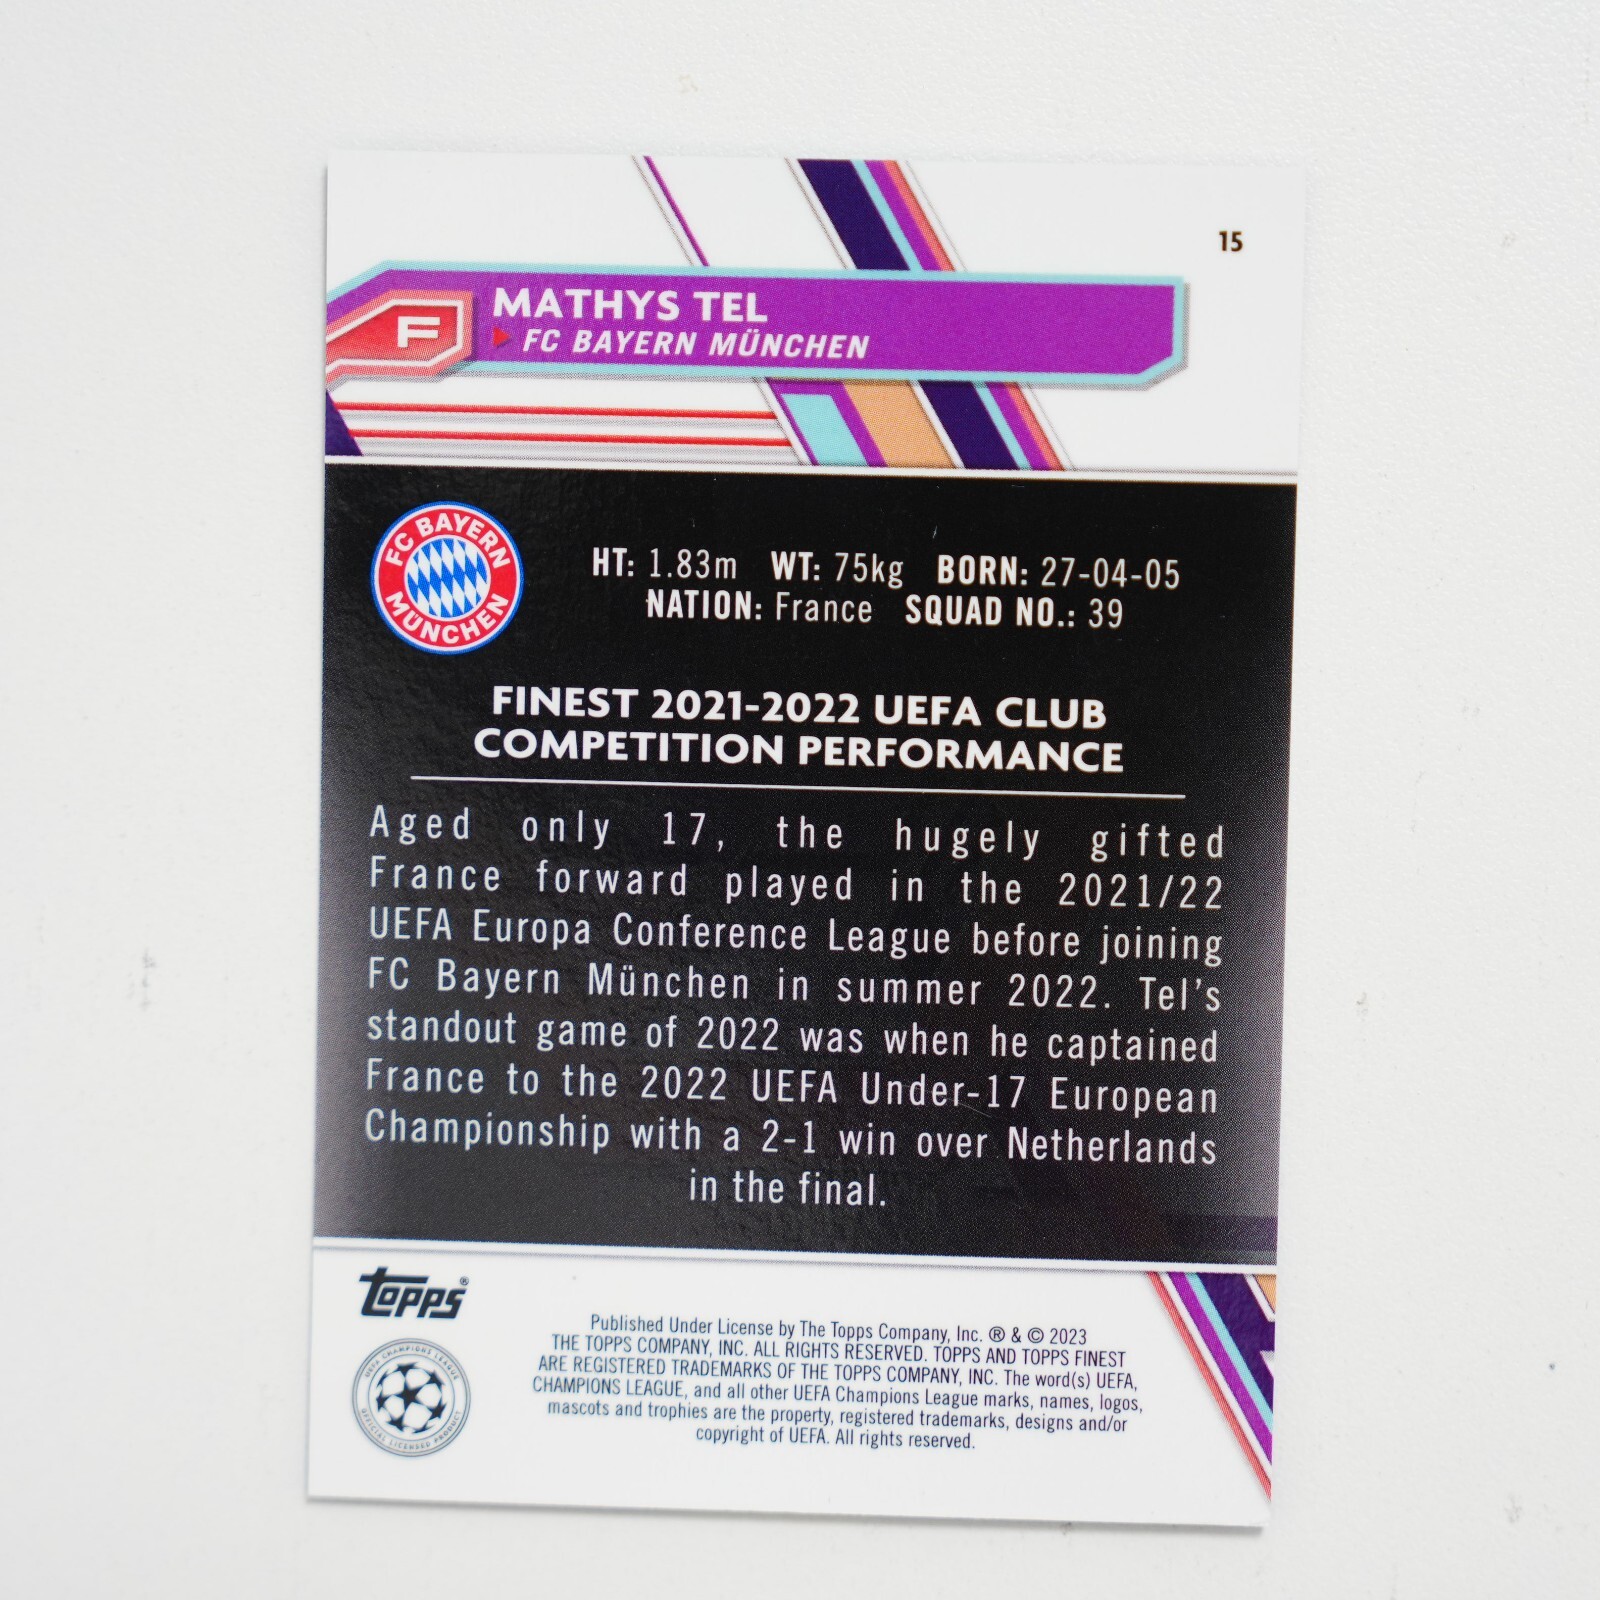 15
MATHYS TEL
F
FC BAYERN MÜNCHEN
FC BAYERN
MÜNCHEN
HT: 1.83m WT: 75kg BORN: 27-04-05
NATION: France SQUAD NO.: 39
FINEST 2021-2022 UEFA CLUB
COMPETITION PERFORMANCE
Aged only 17, the hugely gifted
France forward played in the 2021/22
UEFA Europa Conference League before joining
FC Bayern München in summer 2022. Tel's
standout game of 2022 was when he captained
France to the 2022 UEFA Under-17 European
Championship with a 2-1 win over Netherlands
in the final.
topps®
UEFA CHAMPIONS LEAGUE
OFFICIAL LICENSED PRODUCT
Published Under License by The Topps Company, Inc. ® & © 2023
THE TOPPS COMPANY, INC. ALL RIGHTS RESERVED. TOPPS AND TOPPS FINEST
ARE REGISTERED TRADEMARKS OF THE TOPPS COMPANY, INC. The word(s) UEFA,
CHAMPIONS LEAGUE, and all other UEFA Champions League marks, names, logos,
mascots and trophies are the property, registered trademarks, designs and/or
copyright of UEFA. All rights reserved.